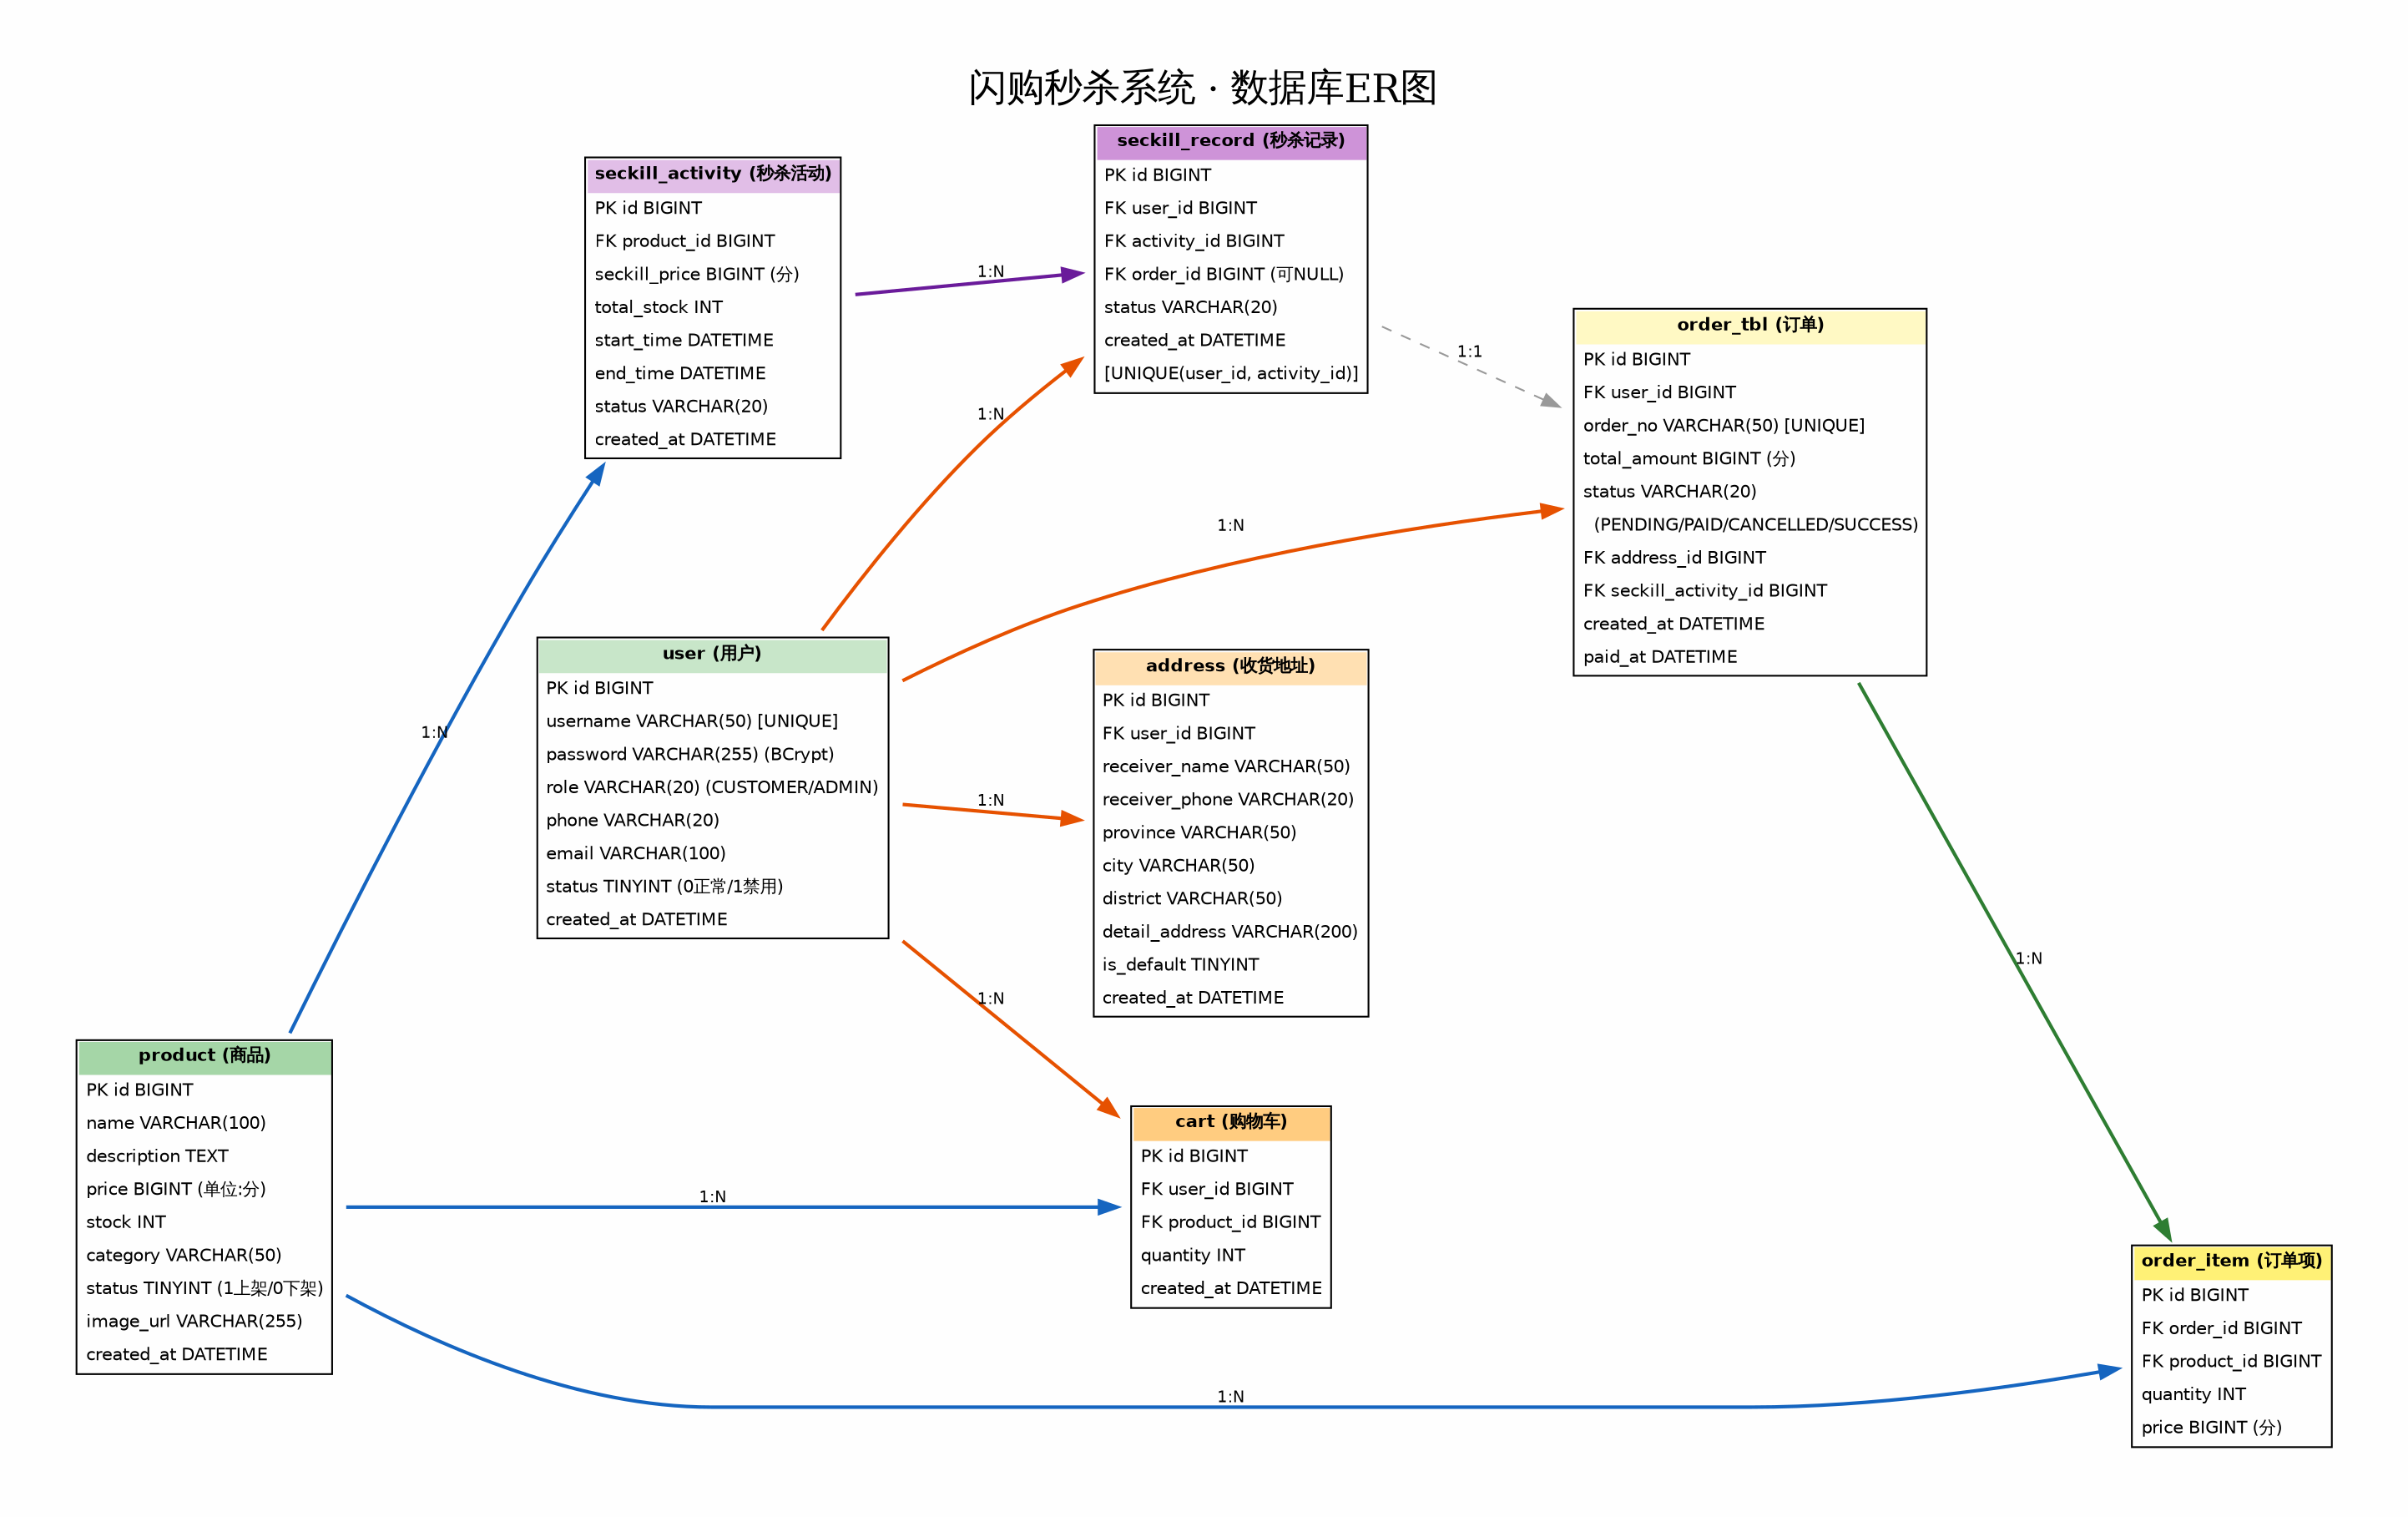 闪购秒杀系统 · 数据库ER图
seckill_activity (秒杀活动)
PK id BIGINT
FK product_id BIGINT
seckill_price BIGINT (分)
total_stock INT
start_time DATETIME
end_time DATETIME
status VARCHAR(20)
created_at DATETIME
1:N
seckill_record (秒杀记录)
PK id BIGINT
FK user_id BIGINT
FK activity_id BIGINT
FK order_id BIGINT (可NULL)
status VARCHAR(20)
created_at DATETIME
[UNIQUE(user_id, activity_id)]
1:1
order_tbl (订单)
PK id BIGINT
FK user_id BIGINT
order_no VARCHAR(50) [UNIQUE]
total_amount BIGINT (分)
status VARCHAR(20)
(PENDING/PAID/CANCELLED/SUCCESS)
FK address_id BIGINT
FK seckill_activity_id BIGINT
created_at DATETIME
paid_at DATETIME
1:N
1:N
1:N
user (用户)
PK id BIGINT
username VARCHAR(50) [UNIQUE]
password VARCHAR(255) (BCrypt)
role VARCHAR(20) (CUSTOMER/ADMIN)
phone VARCHAR(20)
email VARCHAR(100)
status TINYINT (0正常/1禁用)
created_at DATETIME
1:N
1:N
address (收货地址)
PK id BIGINT
FK user_id BIGINT
receiver_name VARCHAR(50)
receiver_phone VARCHAR(20)
province VARCHAR(50)
city VARCHAR(50)
district VARCHAR(50)
detail_address VARCHAR(200)
is_default TINYINT
created_at DATETIME
1:N
product (商品)
PK id BIGINT
name VARCHAR(100)
description TEXT
price BIGINT (单位:分)
stock INT
category VARCHAR(50)
status TINYINT (1上架/0下架)
image_url VARCHAR(255)
created_at DATETIME
1:N
1:N
cart (购物车)
PK id BIGINT
FK user_id BIGINT
FK product_id BIGINT
quantity INT
created_at DATETIME
order_item (订单项)
PK id BIGINT
FK order_id BIGINT
FK product_id BIGINT
quantity INT
price BIGINT (分)